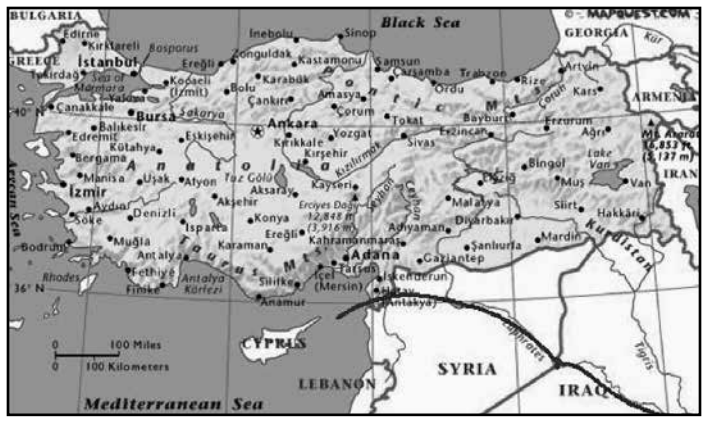 Black Sea
© MAPQUEST.COM
BULGARIA
GEORGIA
Kür
Edirne
Kırklareli
Bosporus
İnebolu
Sinop
Zonguldak
Ereğli
Kastamonu
GREECE
İstanbul
Samsun
Artvin
Tekirdağ
Sea of
Marmara
Kocaeli
(İzmit)
Bolu
Karabük
Çarşamba
Trabzon
Rize
Ordu
Kars
ARMENIA
Yalova
Çankırı
Amasya
Pontic Mts.
Çoruh
Çanakkale
Bursa
Sakarya
Çorum
Tokat
Bayburt
40° N
Balıkesir
Ankara
Erzurum
Mt. Ararat
16,853 ft
(5,137 m)
Edremit
Eskişehir
Kırıkkale
Yozgat
Sivas
Erzincan
Ağrı
Kütahya
Kırşehir
Kızılırmak
Bergama
Anatolia
Bingöl
Lake
Van
IRAN
Aegean Sea
Manisa
Uşak
Afyon
Tuz Gölü
Kayseri
Elazığ
Muş
Van
İzmir
Aksaray
Seyhan
Ceyhan
Akşehir
Erciyes Dağı
12,848 ft
(3,916 m)
Malatya
Siirt
Aydın
Söke
Denizli
Konya
Adıyaman
Diyarbakır
Hakkâri
Isparta
Ereğli
Kahramanmaraş
Mardin
Kurdistan
Bodrum
Muğla
Karaman
Şanlıurfa
Antalya
Taurus Mts.
Adana
Gaziantep
Rhodes
Fethiye
Antalya
Körfezi
İçel
(Mersin)
Tarsus
İskenderun
Silifke
36° N
Finike
Anamur
Hatay
(Antakya)
Euphrates
Tigris
0 100 Miles
0 100 Kilometers
CYPRUS
SYRIA
LEBANON
IRAQ
Mediterranean Sea